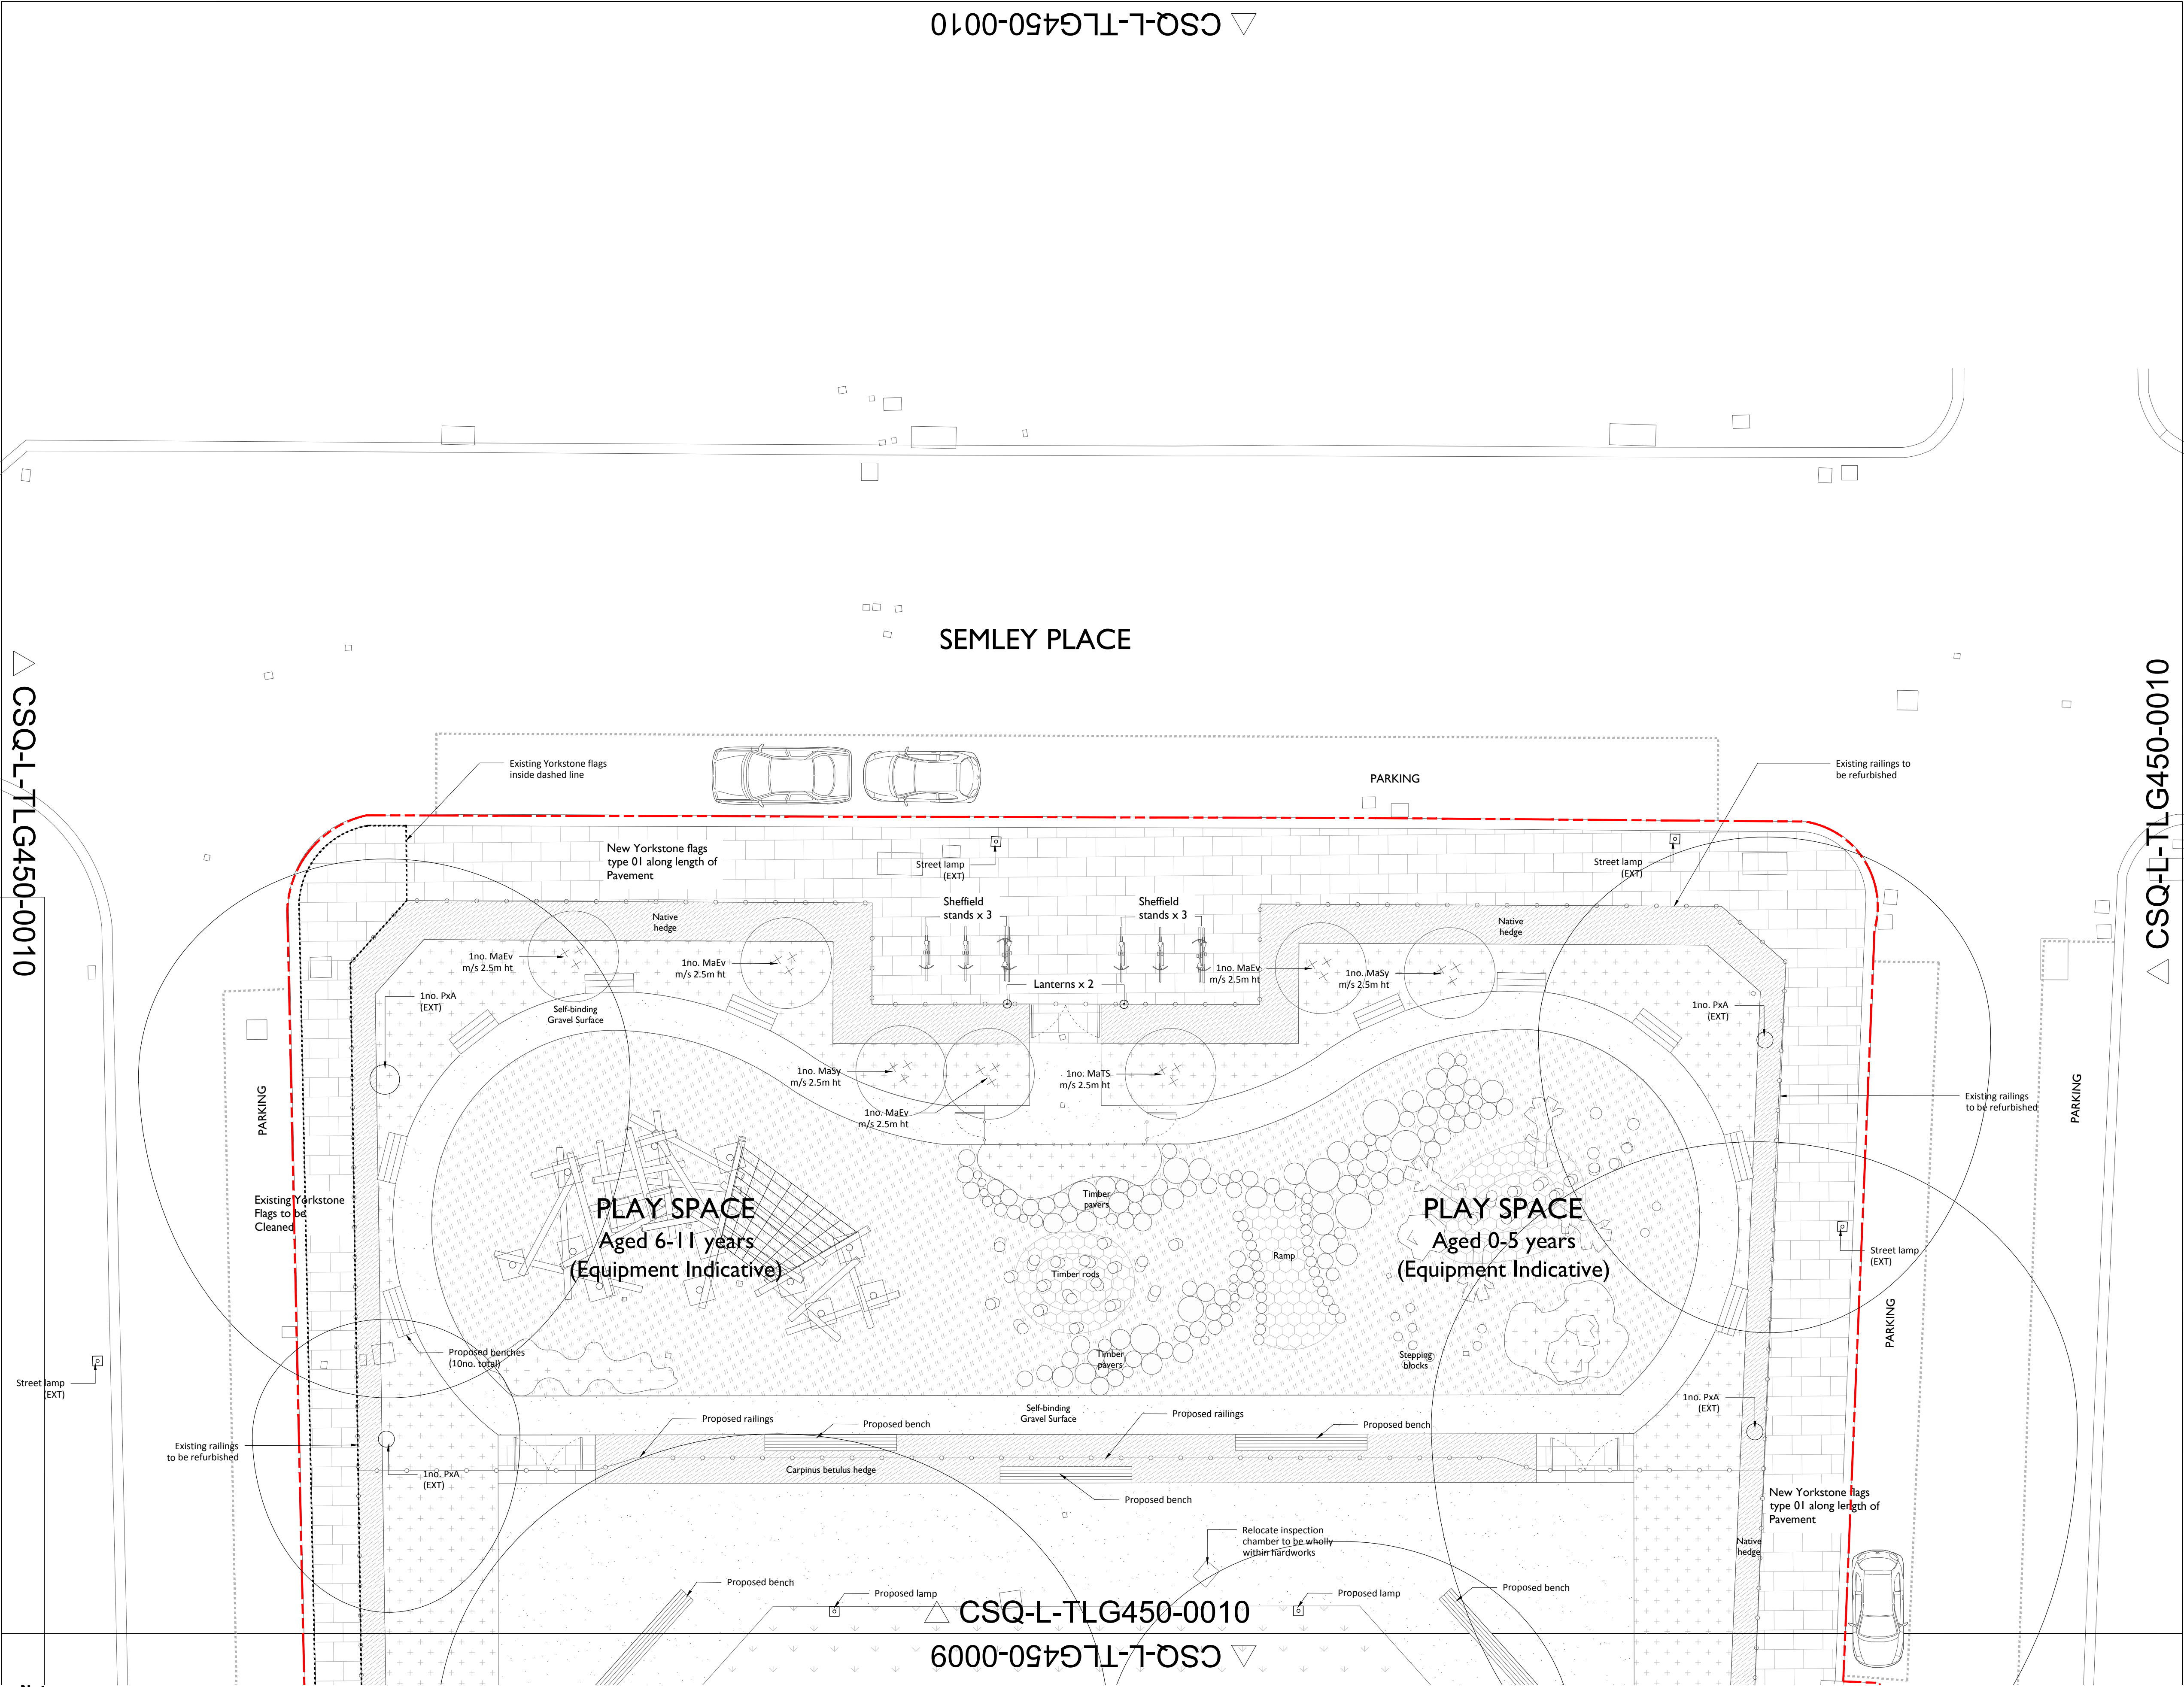 CSQ-L-TLG450-0010
SEMLEY PLACE
CSQ-L-TLG450-0010
CSQ-L-TLG450-0010
Existing Yorkstone flags
inside dashed line
PARKING
Existing railings to
be refurbished
New Yorkstone flags
type 01 along length of
Pavement
Street lamp
(EXT)
Street lamp
(EXT)
Native
hedge
Sheffield
stands x 3
Sheffield
stands x 3
Native
hedge
1no. MaEv
m/s 2.5m ht
1no. MaEv
m/s 2.5m ht
1no. MaEv
m/s 2.5m ht
1no. MaSy
m/s 2.5m ht
Lanterns x 2
1no. PxA
(EXT)
Self-binding
Gravel Surface
1no. PxA
(EXT)
1no. MaSy
m/s 2.5m ht
1no. MaTS
m/s 2.5m ht
1no. MaEv
m/s 2.5m ht
PARKING
PARKING
Existing railings
to be refurbished
Existing Yorkstone
Flags to be
Cleaned
PLAY SPACE
Aged 6-11 years
(Equipment Indicative)
Timber
pavers
Timber rods
Ramp
PLAY SPACE
Aged 0-5 years
(Equipment Indicative)
Street lamp
(EXT)
PARKING
Proposed benches
(10no. total)
Timber
pavers
Stepping
blocks
Street lamp
(EXT)
1no. PxA
(EXT)
Self-binding
Gravel Surface
Proposed railings
Proposed bench
Proposed railings
Proposed bench
Existing railings
to be refurbished
1no. PxA
(EXT)
Carpinus betulus hedge
Proposed bench
New Yorkstone flags
type 01 along length of
Pavement
Relocate inspection
chamber to be wholly
within hardworks
Native
hedge
Proposed bench
Proposed lamp
Proposed lamp
Proposed bench
CSQ-L-TLG450-0010
CSQ-L-TLG450-0009